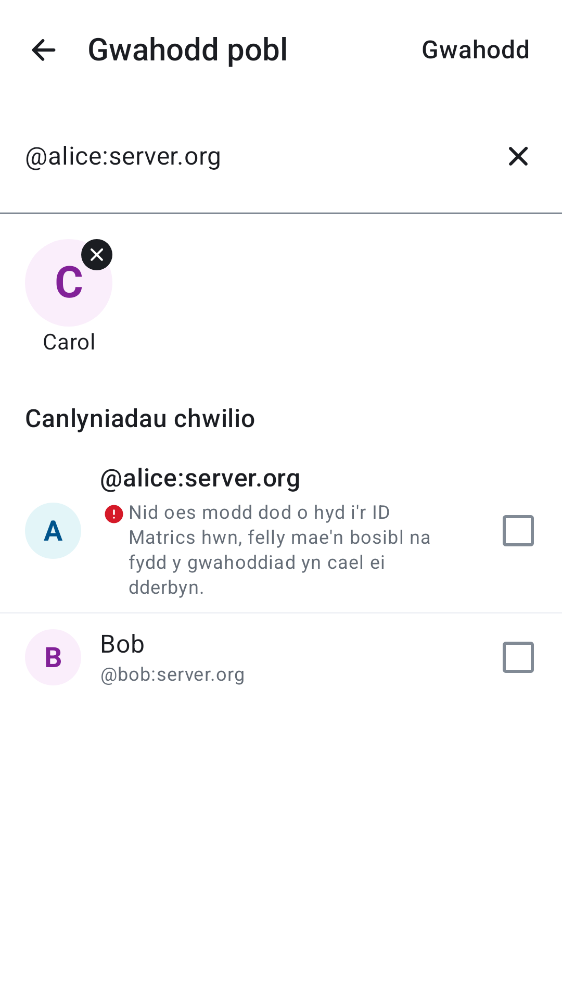 Gwahodd pobl
Gwahodd
@alice:server.org
C
Carol
Canlyniadau chwilio
@alice:server.org
A
Nid oes modd dod o hyd i'r ID
Matrics hwn, felly mae'n bosibl na
fydd y gwahoddiad yn cael ei
dderbyn.
B
Bob
@bob:server.org